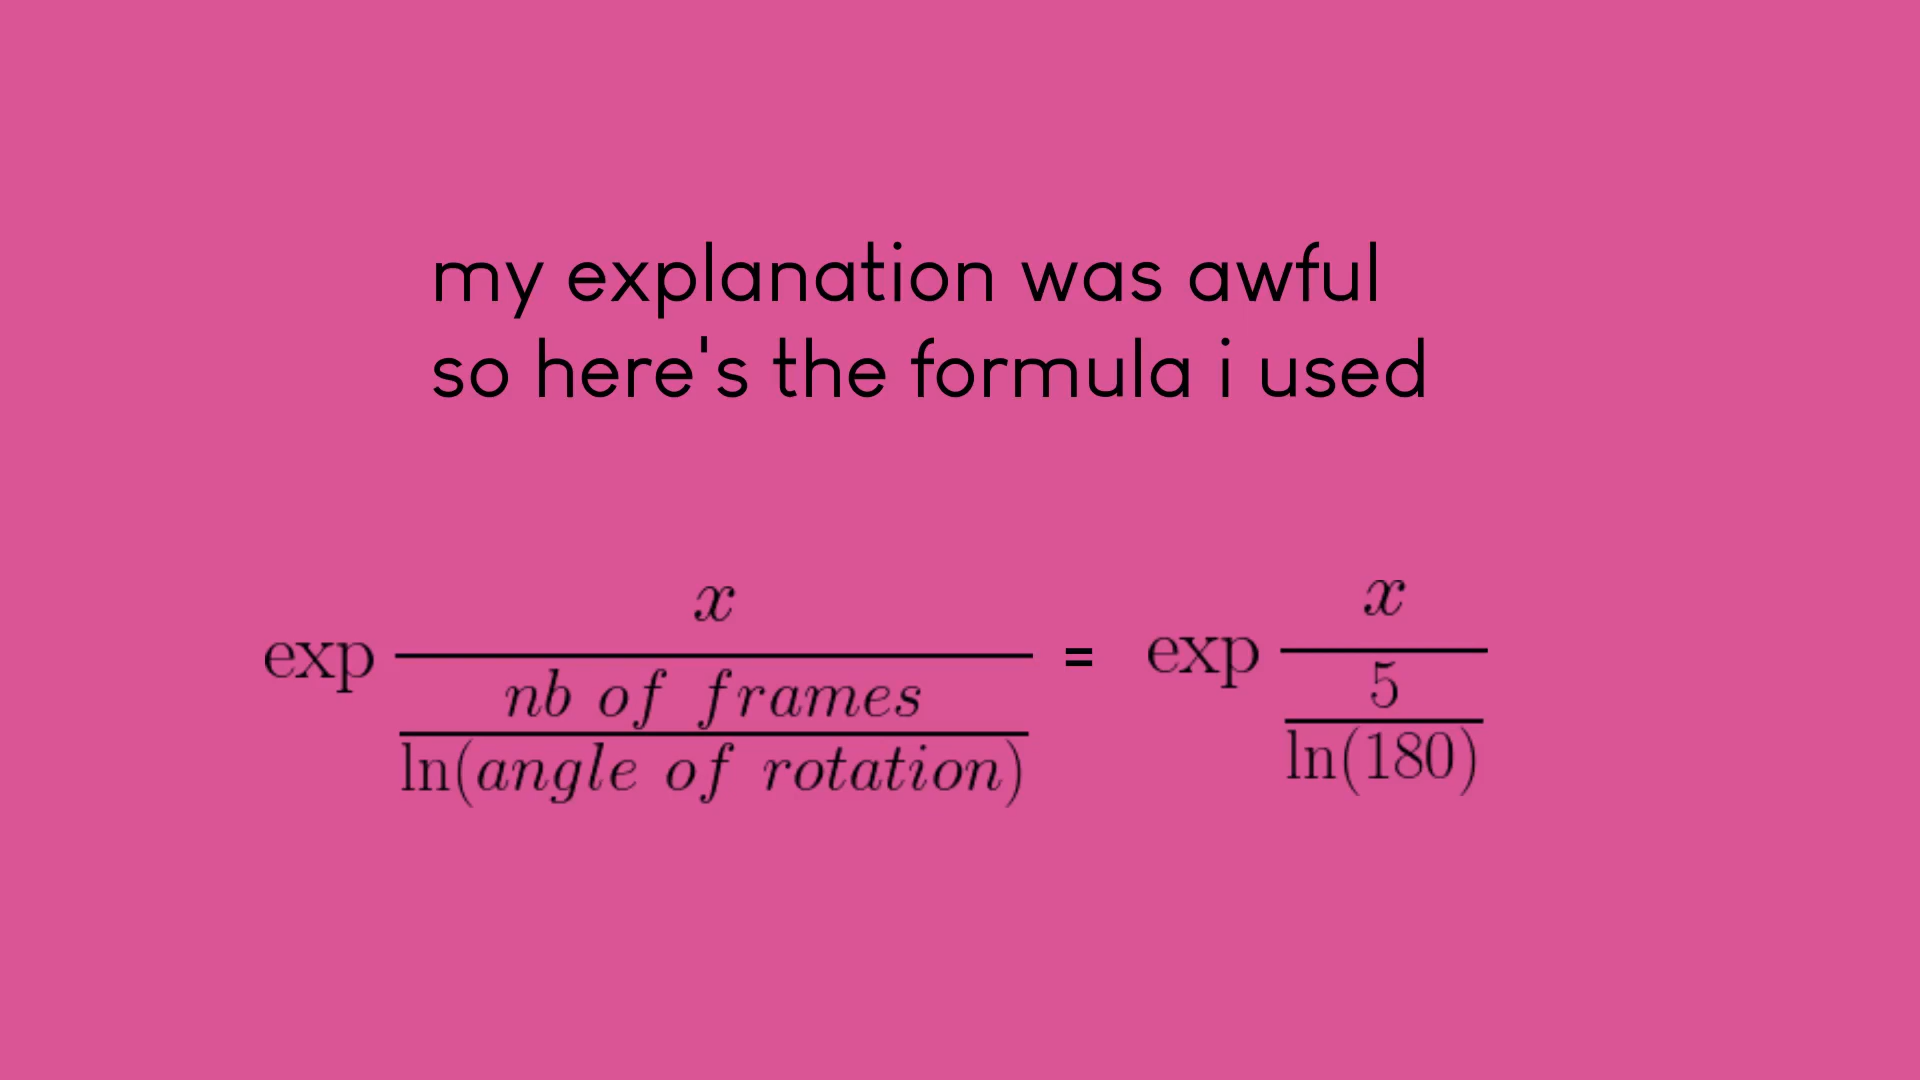 my explanation was awful
so here's the formula i used
exp x / (nb of frames / ln(angle of rotation)) = exp x / (5 / ln(180))